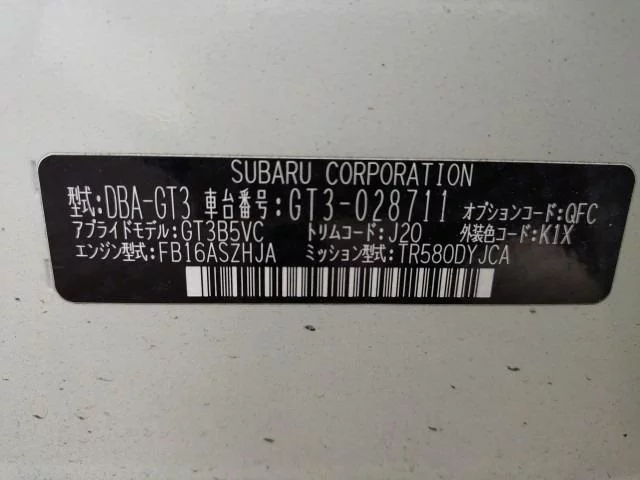 SUBARU CORPORATION
型式:DBA-GT3 車台番号:GT3-028711 オプションコード:QFC
アプライドモデル:GT3B5VC トリムコード:J20 外装色コード:K1X
エンジン型式:FB16ASZHJA ミッション型式:TR580DYJCA